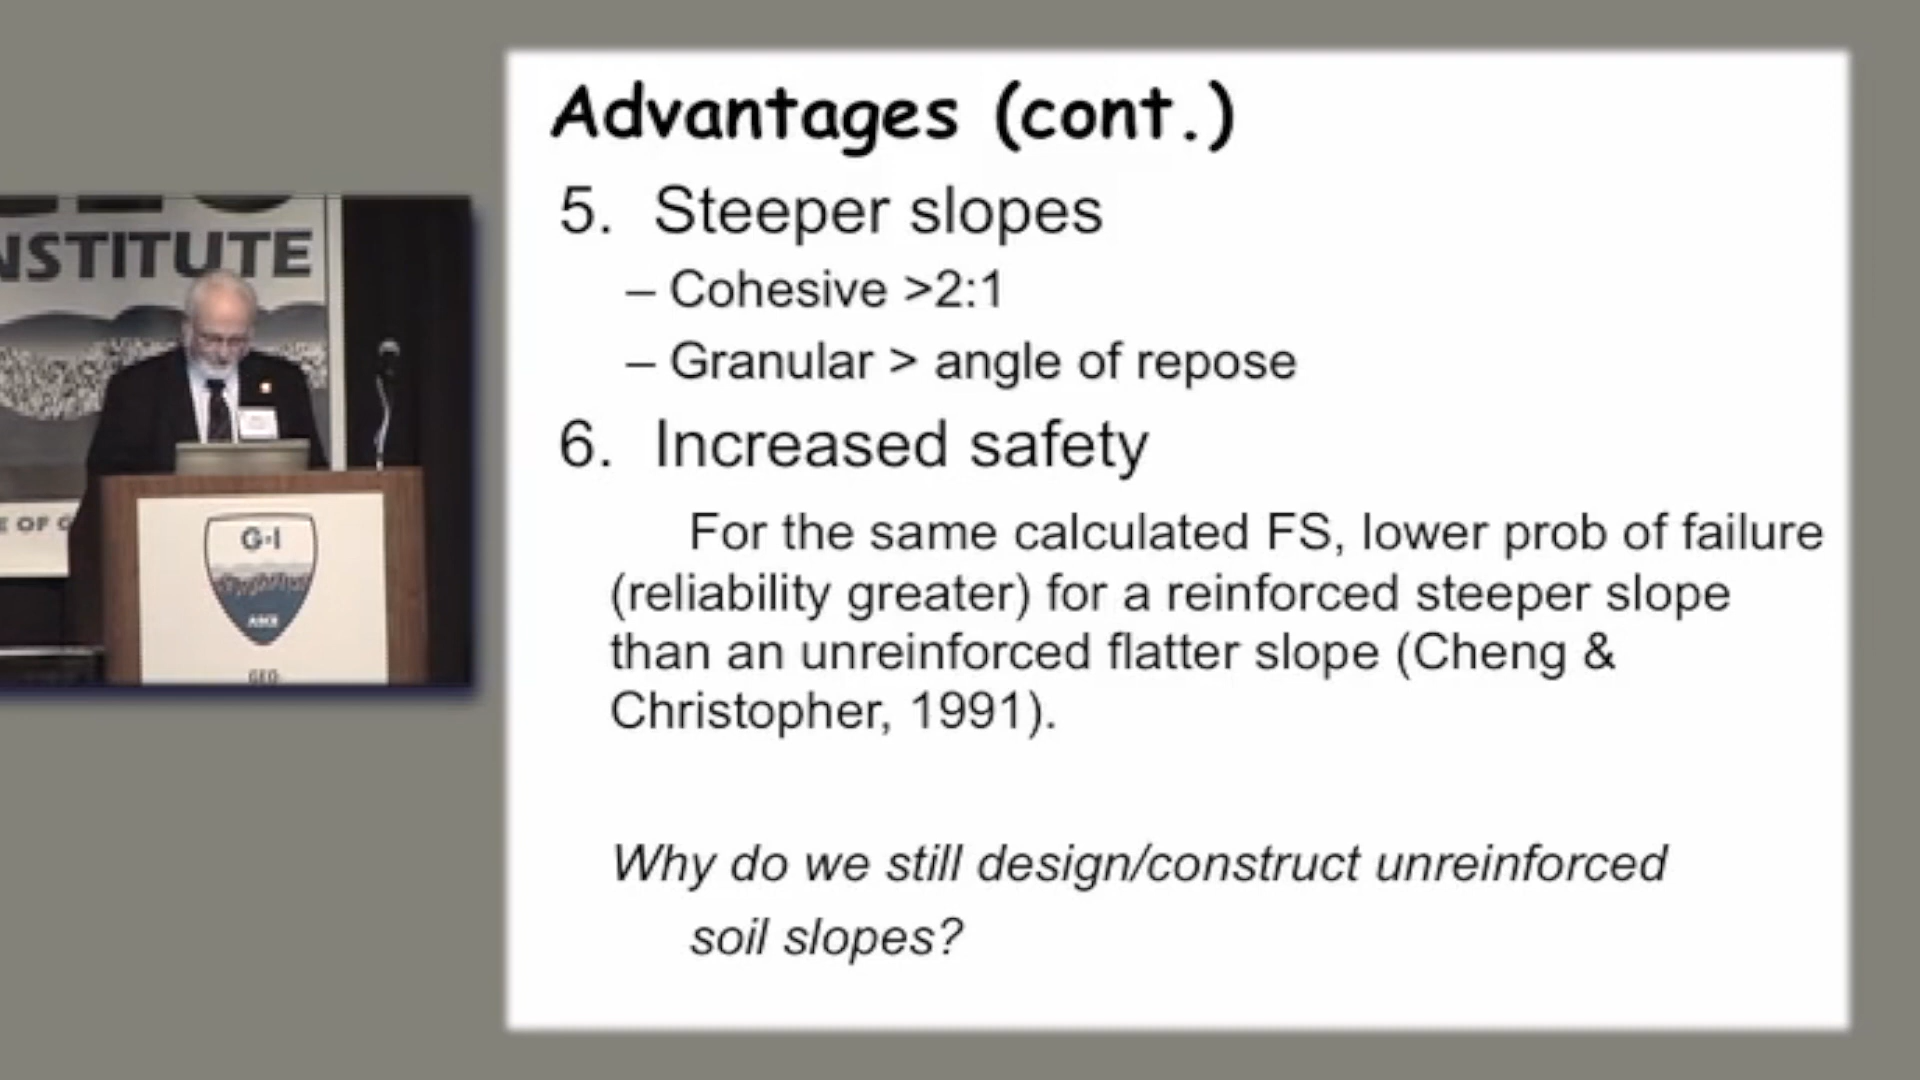 Advantages (cont.)
5. Steeper slopes
– Cohesive >2:1
– Granular > angle of repose
6. Increased safety
For the same calculated FS, lower prob of failure
(reliability greater) for a reinforced steeper slope
than an unreinforced flatter slope (Cheng &
Christopher, 1991).
Why do we still design/construct unreinforced
soil slopes?
NSTITUTE
E OF G
G-I
GEO